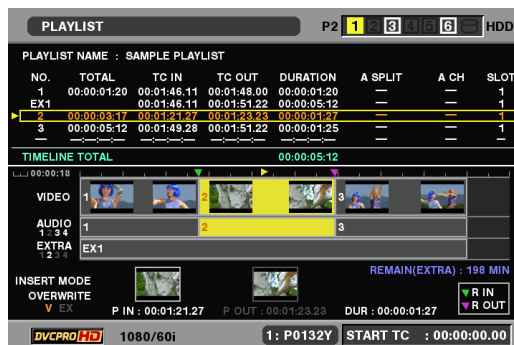 PLAYLIST P2 1 2 3 4 5 6 HDD
PLAYLIST NAME : SAMPLE PLAYLIST
NO. TOTAL TC IN TC OUT DURATION A SPLIT A CH SLOT
1 00:00:01:20 00:01:46.11 00:01:48.00 00:00:01:20 — — 1
EX1 00:01:46.11 00:01:51.22 00:00:05:12 — — 1
2 00:00:03:17 00:01:21.27 00:01:23.23 00:00:01:27 — — 1
3 00:00:05:12 00:01:49.28 00:01:51.22 00:00:01:25 — — 1
—:—:—:— —:—:—:— —:—:—:— —:—:—:— — — —
TIMELINE TOTAL 00:00:05:12
00:00:18
VIDEO 1 2 3
AUDIO 1 2 3
1 2 3 4
EXTRA EX1
1 2 3 4
REMAIN(EXTRA) : 198 MIN
INSERT MODE
OVERWRITE
V EX
P IN : 00:01:21.27 P OUT : 00:01:23.23 DUR : 00:00:01:27
R IN
R OUT
DVCPRO HD 1080/60i 1: P0132Y START TC : 00:00:00.00